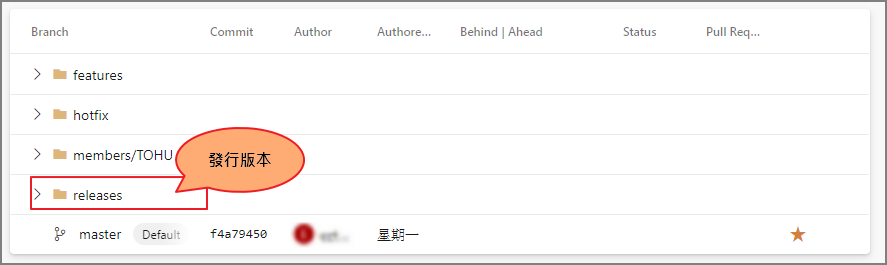 Branch Commit Author Authore... Behind | Ahead Status Pull Req...
features
hotfix
members/TOHU
發行版本
releases
master Default f4a79450 星期一